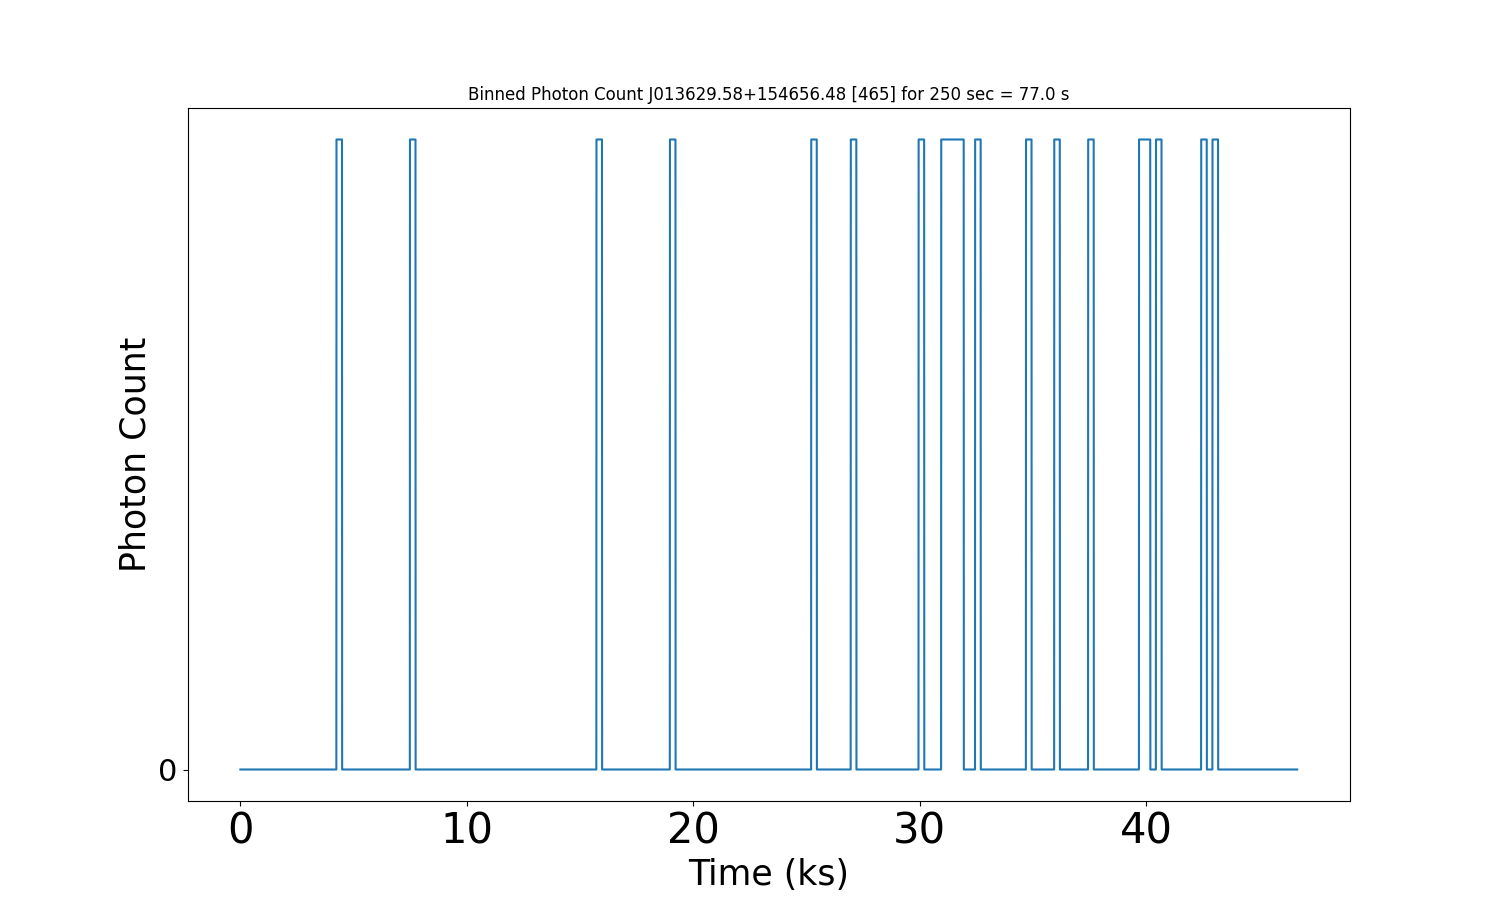 Binned Photon Count J013629.58+154656.48 [465] for 250 sec = 77.0 s
Photon Count
0
0 10 20 30 40
Time (ks)